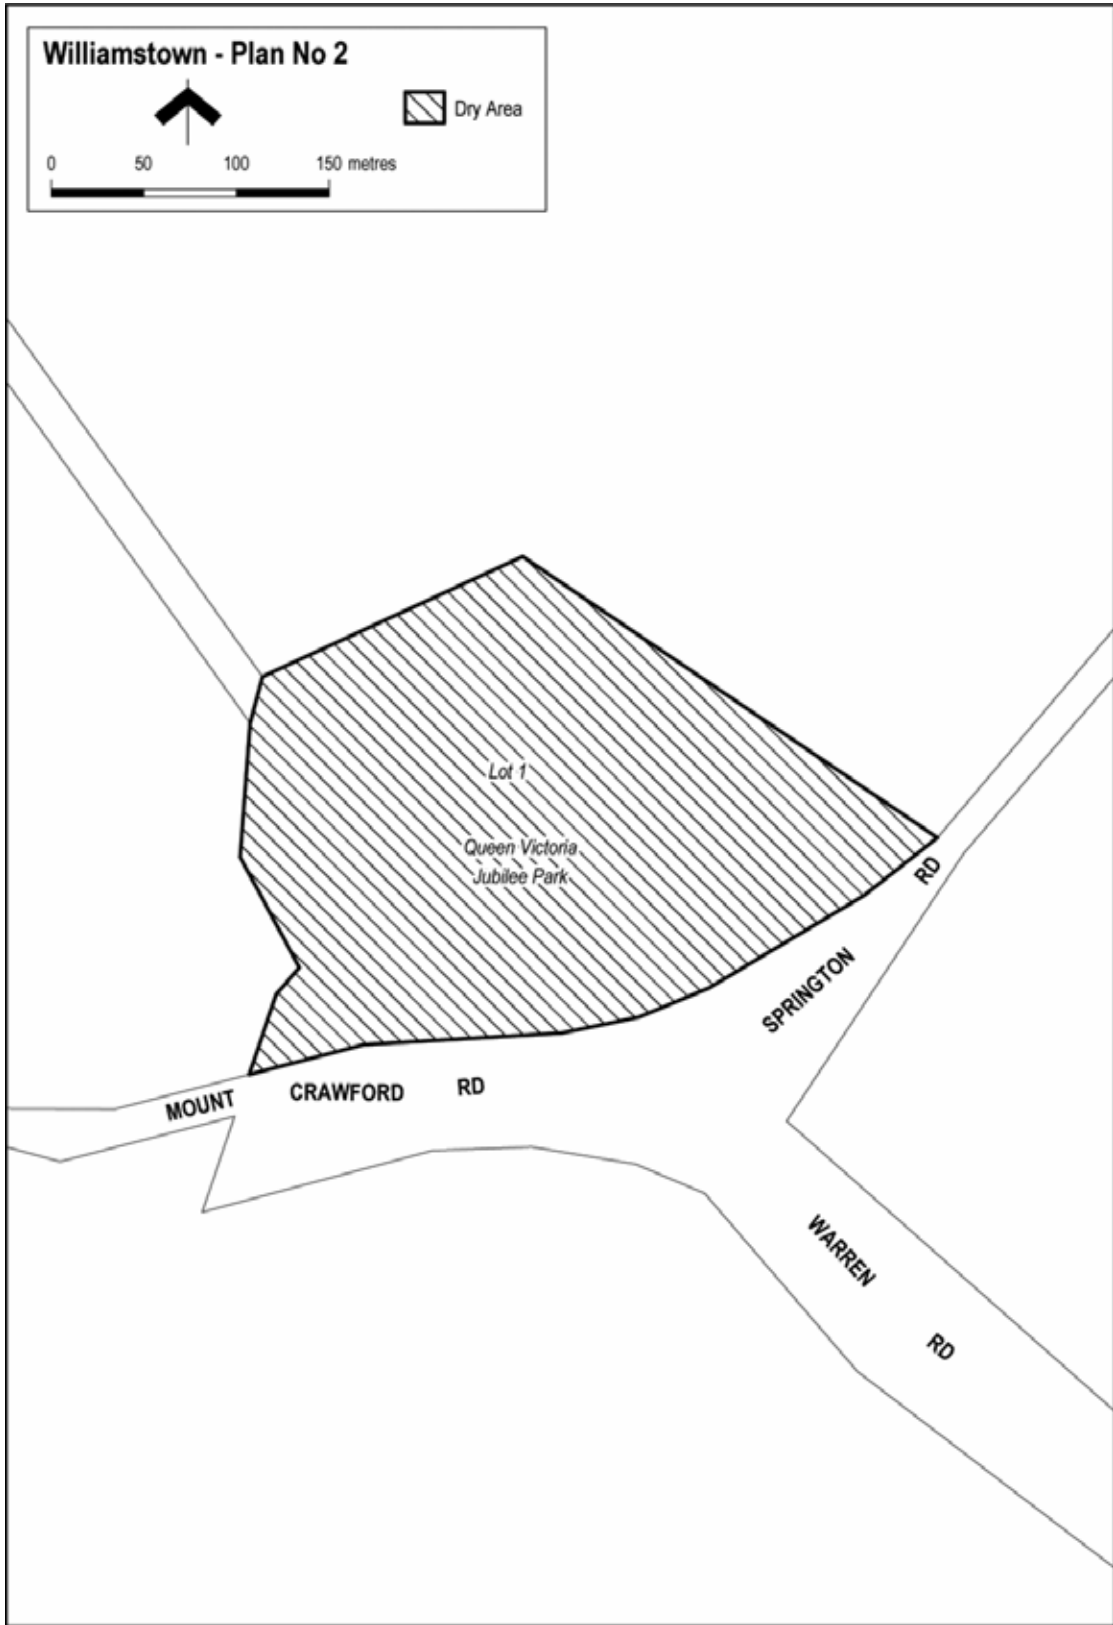 Williamstown - Plan No 2
Dry Area
0 50 100 150 metres
Lot 1
Queen Victoria
Jubilee Park
SPRINGTON RD
MOUNT CRAWFORD RD
WARREN RD